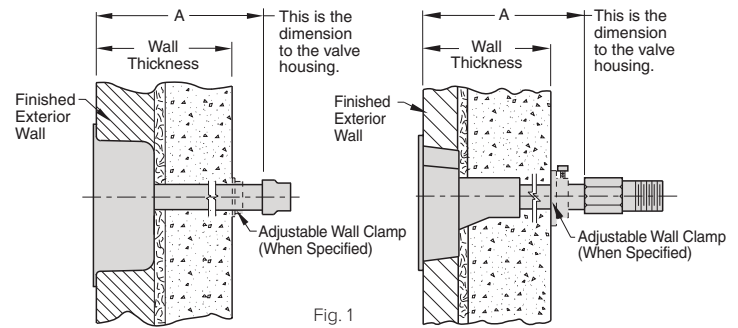 A
This is the
dimension
to the valve
housing.
Wall
Thickness
Finished
Exterior
Wall
Adjustable Wall Clamp
(When Specified)
A
This is the
dimension
to the valve
housing.
Wall
Thickness
Finished
Exterior
Wall
Adjustable Wall Clamp
(When Specified)
Fig. 1